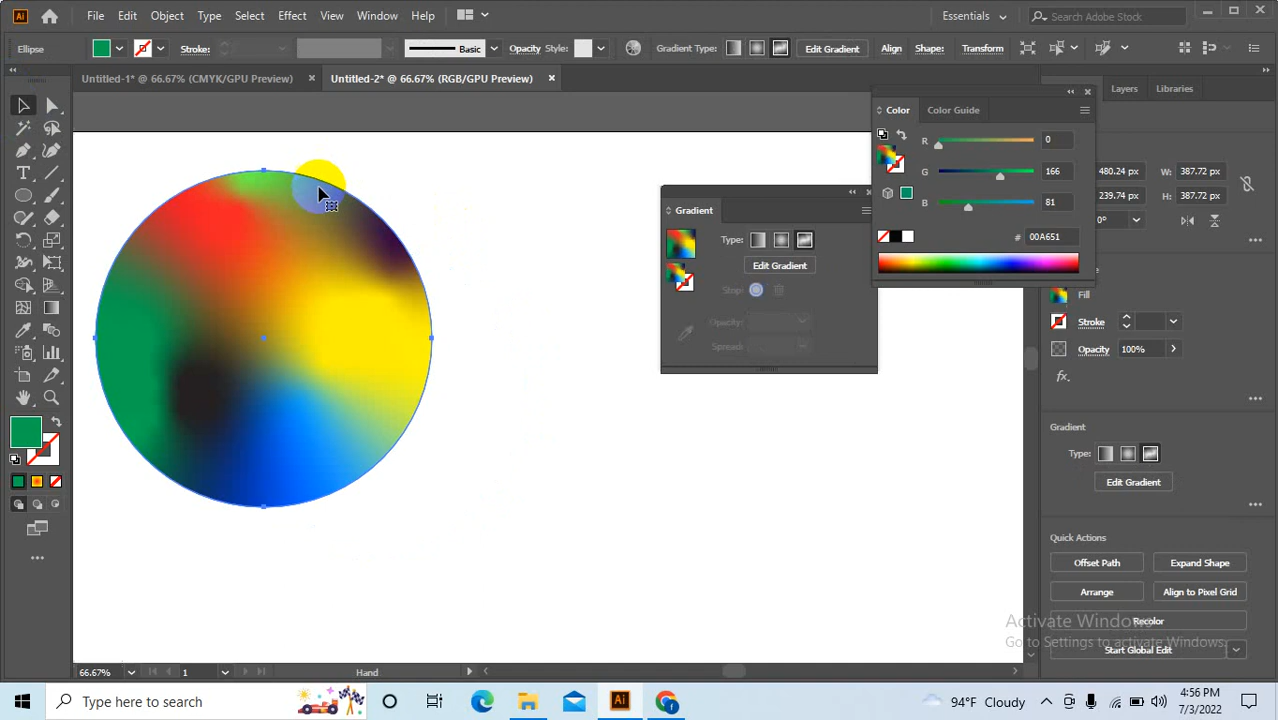 Ai File Edit Object Type Select Effect View Window Help Essentials Search Adobe Stock
Ellipse Stroke: Basic Opacity Style: Gradient Type: Edit Gradient Align Shape: Transform
Untitled-1* @ 66.67% (CMYK/GPU Preview) Untitled-2* @ 66.67% (RGB/GPU Preview)
Layers Libraries
Color Color Guide
R 0
G 166
B 81
# 00A651
480.24 px W: 387.72 px
239.74 px H: 387.72 px
0°
Gradient
Type:
Edit Gradient
Stop:
Opacity:
Spread:
Fill
Stroke
Opacity 100%
fx.
Gradient
Type:
Edit Gradient
Quick Actions
Offset Path Expand Shape
Arrange Align to Pixel Grid
Recolor
Start Global Edit
Activate Windows
Go to Settings to activate Windows.
66.67% 1 Hand
Type here to search Ai 94°F Cloudy 4:56 PM
7/3/2022